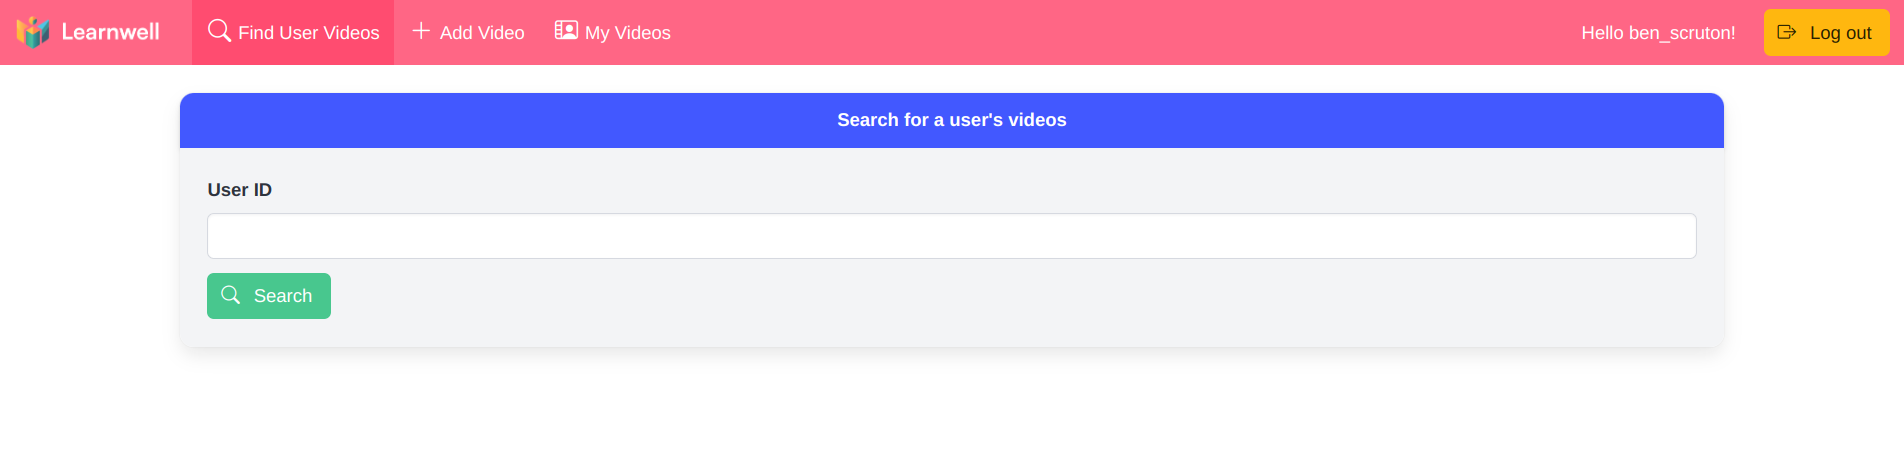 Learnwell
Find User Videos
Add Video
My Videos
Hello ben_scruton!
Log out
Search for a user's videos
User ID
Search